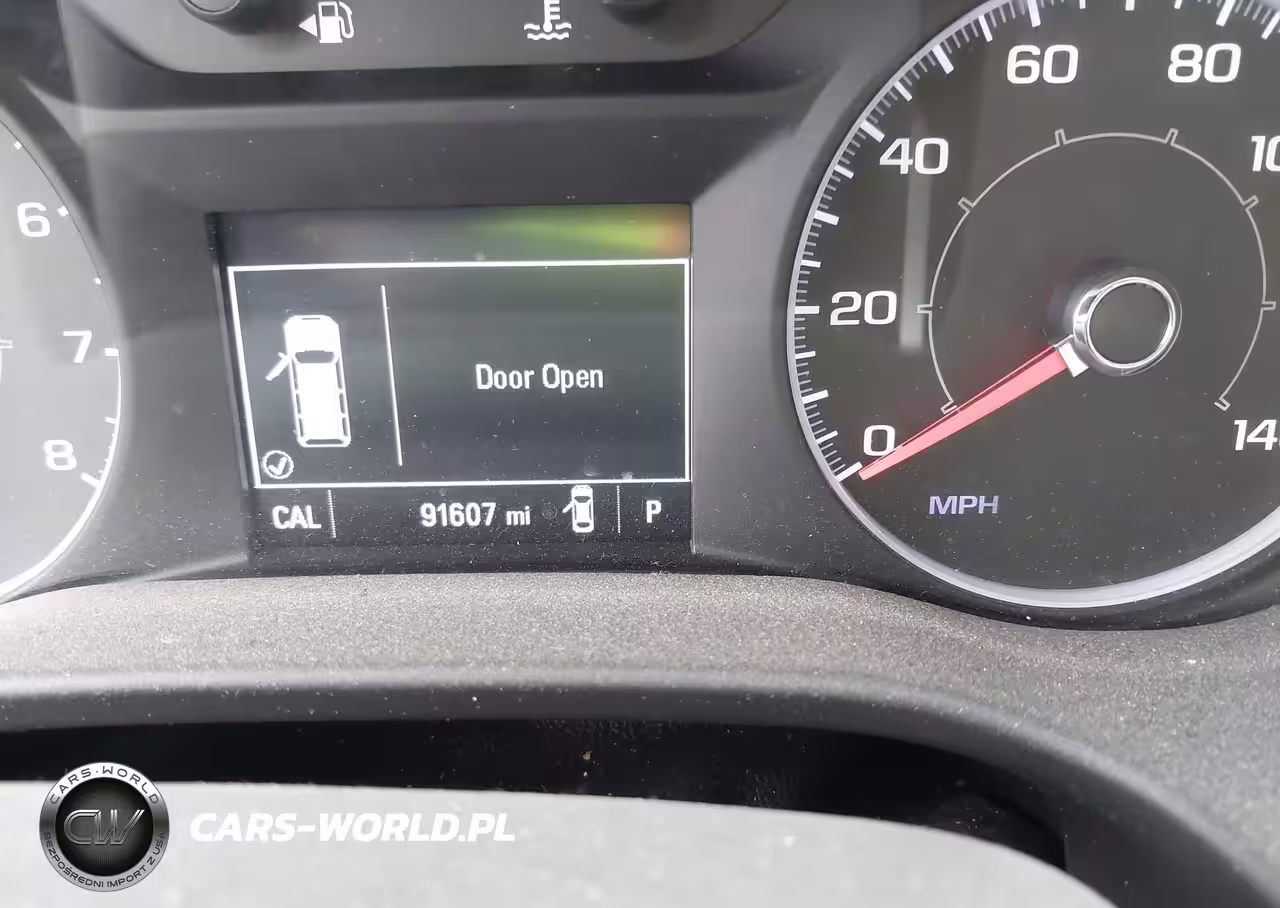 60
80
40
20
0
MPH
6
7
8
Door Open
CAL
91607 mi
P
CARS-WORLD
CW
BEZPOŚREDNI IMPORT Z USA
CARS-WORLD.PL